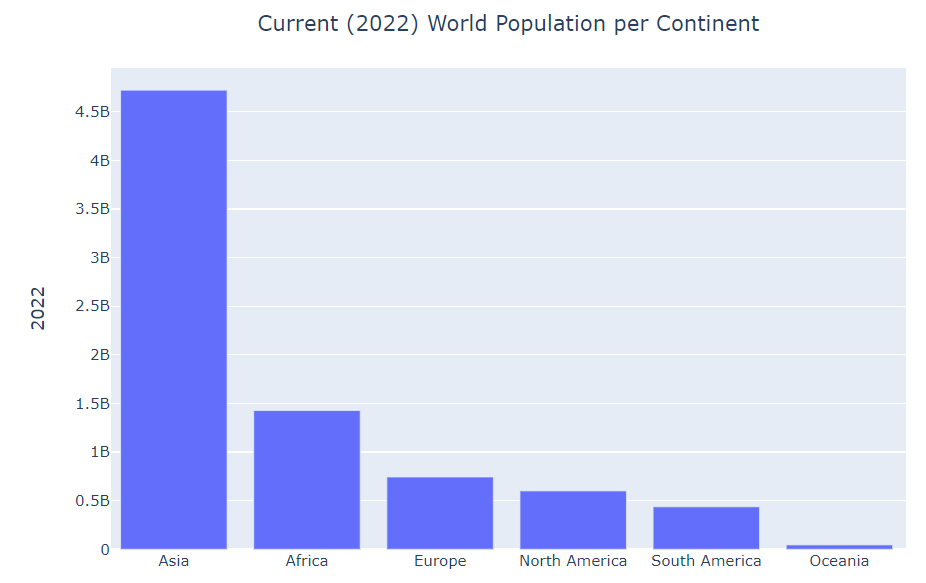 Current (2022) World Population per Continent
4.5B
4B
3.5B
3B
2.5B
2B
1.5B
1B
0.5B
0
2022
Asia
Africa
Europe
North America
South America
Oceania